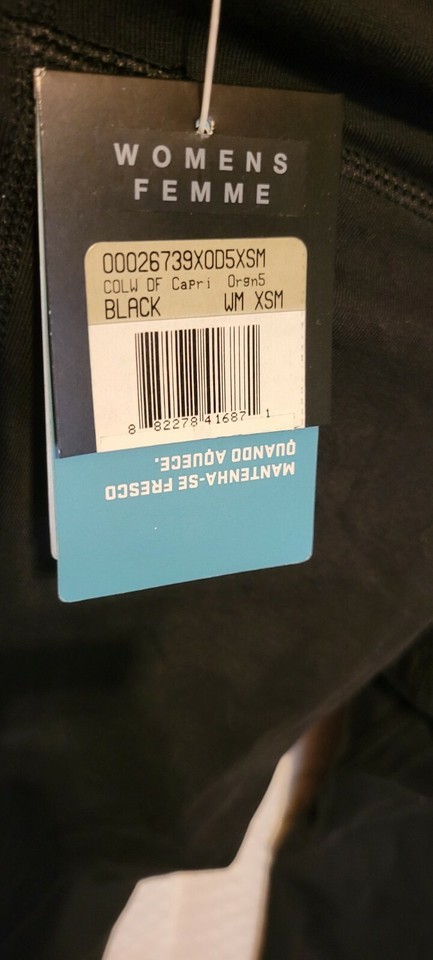 WOMENS
FEMME
00026739X0D5XSM
COLW DF Capri Orgn5
BLACK WM XSM
8 82278 41687 1
MANTENHA-SE FRESCO
QUANDO AQUECE.